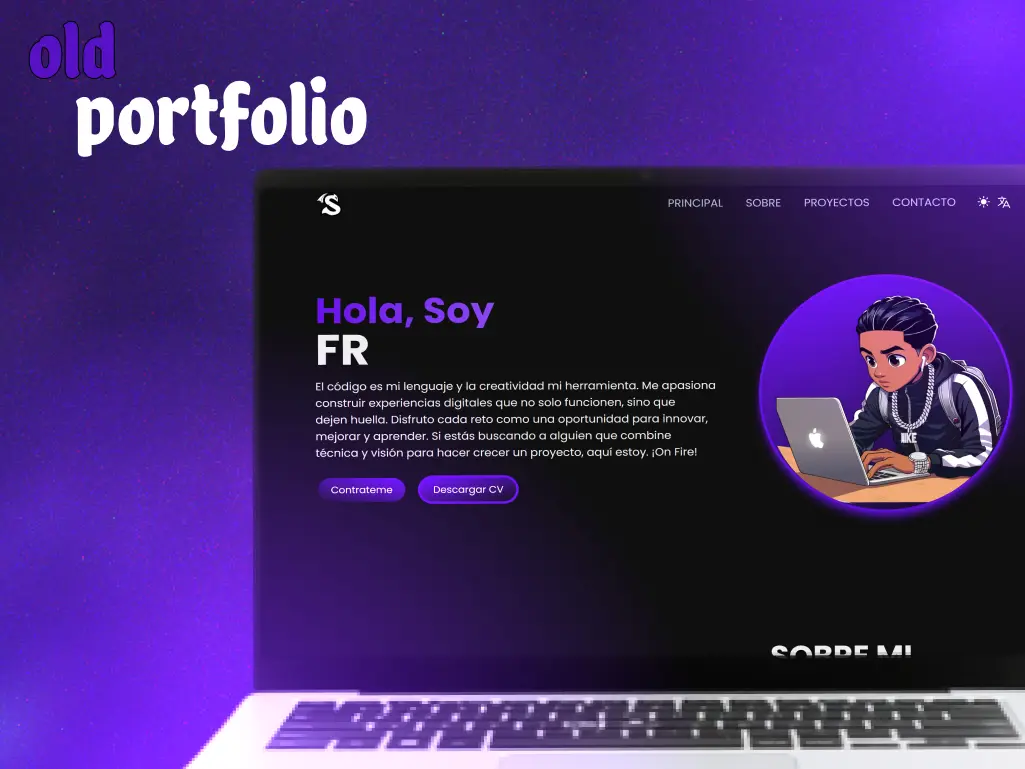 old
portfolio
S
PRINCIPAL SOBRE PROYECTOS CONTACTO
Hola, Soy
FR
El código es mi lenguaje y la creatividad mi herramienta. Me apasiona
construir experiencias digitales que no solo funcionen, sino que
dejen huella. Disfruto cada reto como una oportunidad para innovar,
mejorar y aprender. Si estás buscando a alguien que combine
técnica y visión para hacer crecer un proyecto, aquí estoy. ¡On Fire!
Contrateme Descargar CV
NIKE
SOBRE MI